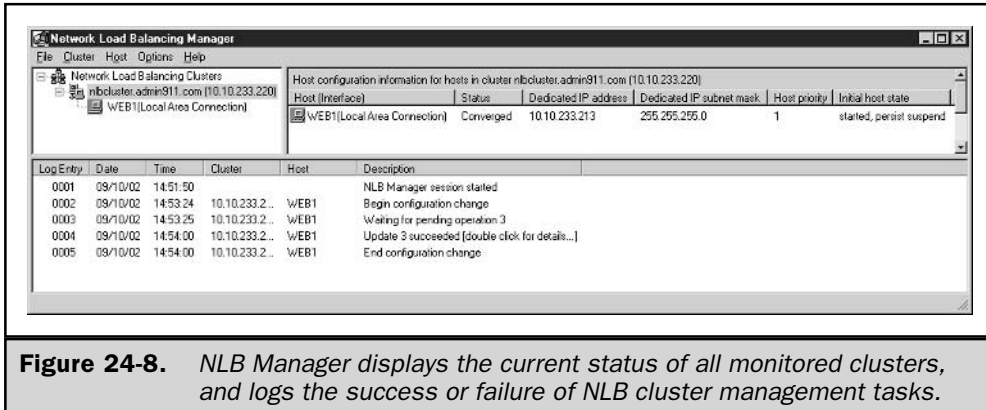 Network Load Balancing Manager
File Cluster Host Options Help
Network Load Balancing Clusters
nlbcluster.admin911.com (10.10.233.220)
WEB1(Local Area Connection)
Host configuration information for hosts in cluster nlbcluster.admin911.com (10.10.233.220)
Host (Interface) Status Dedicated IP address Dedicated IP subnet mask Host priority Initial host state
WEB1(Local Area Connection) Converged 10.10.233.213 255.255.255.0 1 started, persist suspend
Log Entry Date Time Cluster Host Description
0001 09/10/02 14:51:50 NLB Manager session started
0002 09/10/02 14:53:24 10.10.233.2... WEB1 Begin configuration change
0003 09/10/02 14:53:25 10.10.233.2... WEB1 Waiting for pending operation 3
0004 09/10/02 14:54:00 10.10.233.2... WEB1 Update 3 succeeded [double click for details...]
0005 09/10/02 14:54:00 10.10.233.2... WEB1 End configuration change
Figure 24-8. NLB Manager displays the current status of all monitored clusters,
and logs the success or failure of NLB cluster management tasks.